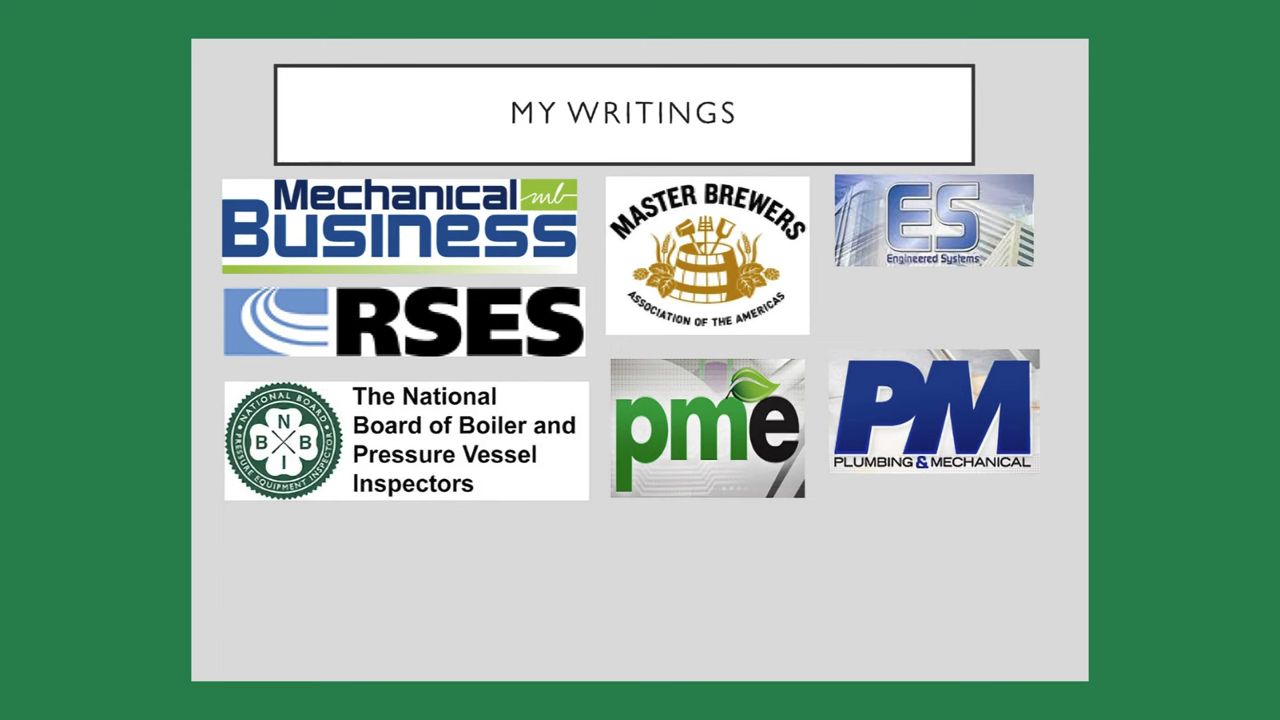 MY WRITINGS
Mechanical mb
Business
MASTER BREWERS
ASSOCIATION OF THE AMERICAS
ES
Engineered Systems
RSES
NATIONAL BOARD
PRESSURE EQUIPMENT INSPECTOR
N
B B
I
The National
Board of Boiler and
Pressure Vessel
Inspectors
pme
PM
PLUMBING & MECHANICAL